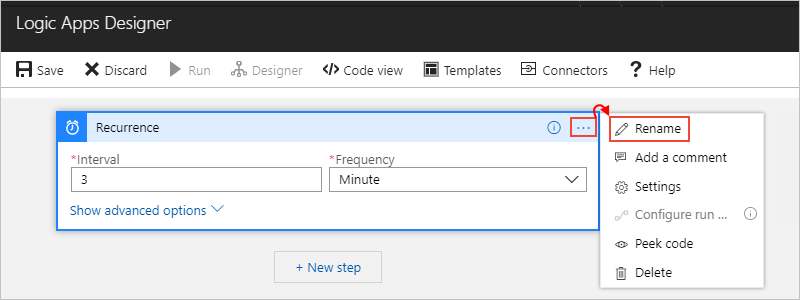 Logic Apps Designer
Save Discard Run Designer Code view Templates Connectors ? Help
Recurrence
*Interval *Frequency
3 Minute
Show advanced options
+ New step
Rename
Add a comment
Settings
Configure run ...
Peek code
Delete